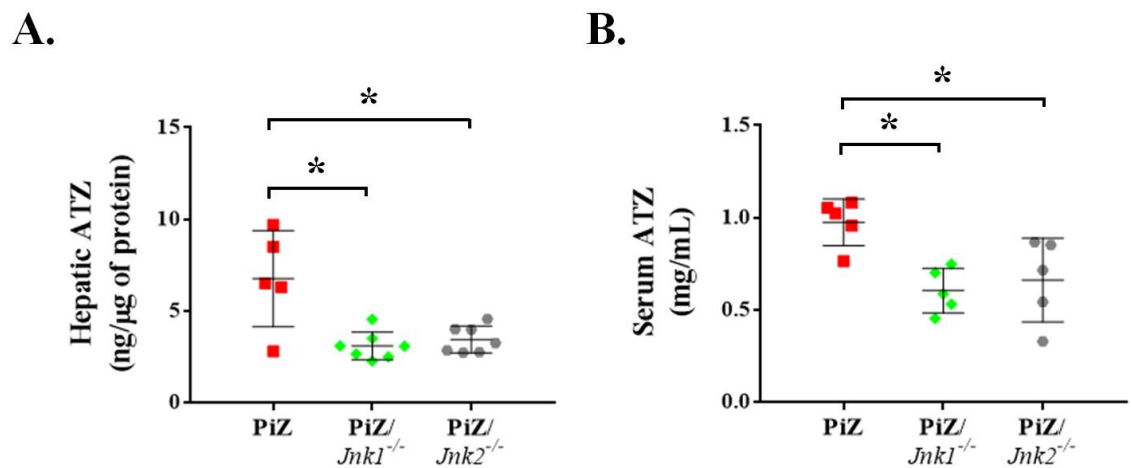 A.
B.
*
*
15
10
5
0
Hepatic ATZ
(ng/µg of protein)
PiZ
PiZ/
Jnk1-/-
PiZ/
Jnk2-/-
*
*
1.5
1.0
0.5
0.0
Serum ATZ
(mg/mL)
PiZ
PiZ/
Jnk1-/-
PiZ/
Jnk2-/-